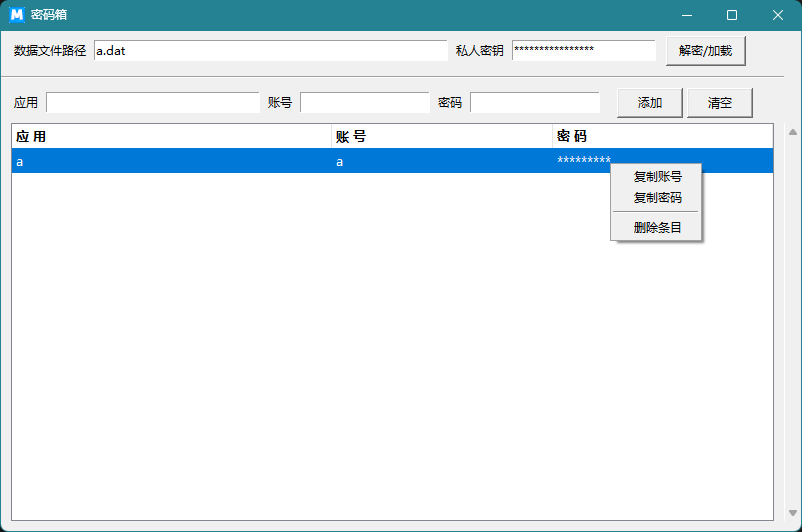 M 密码箱
数据文件路径 a.dat 私人密钥 **************** 解密/加载
应用 账号 密码 添加 清空
应 用 账 号 密 码
a a *********
复制账号
复制密码
删除条目